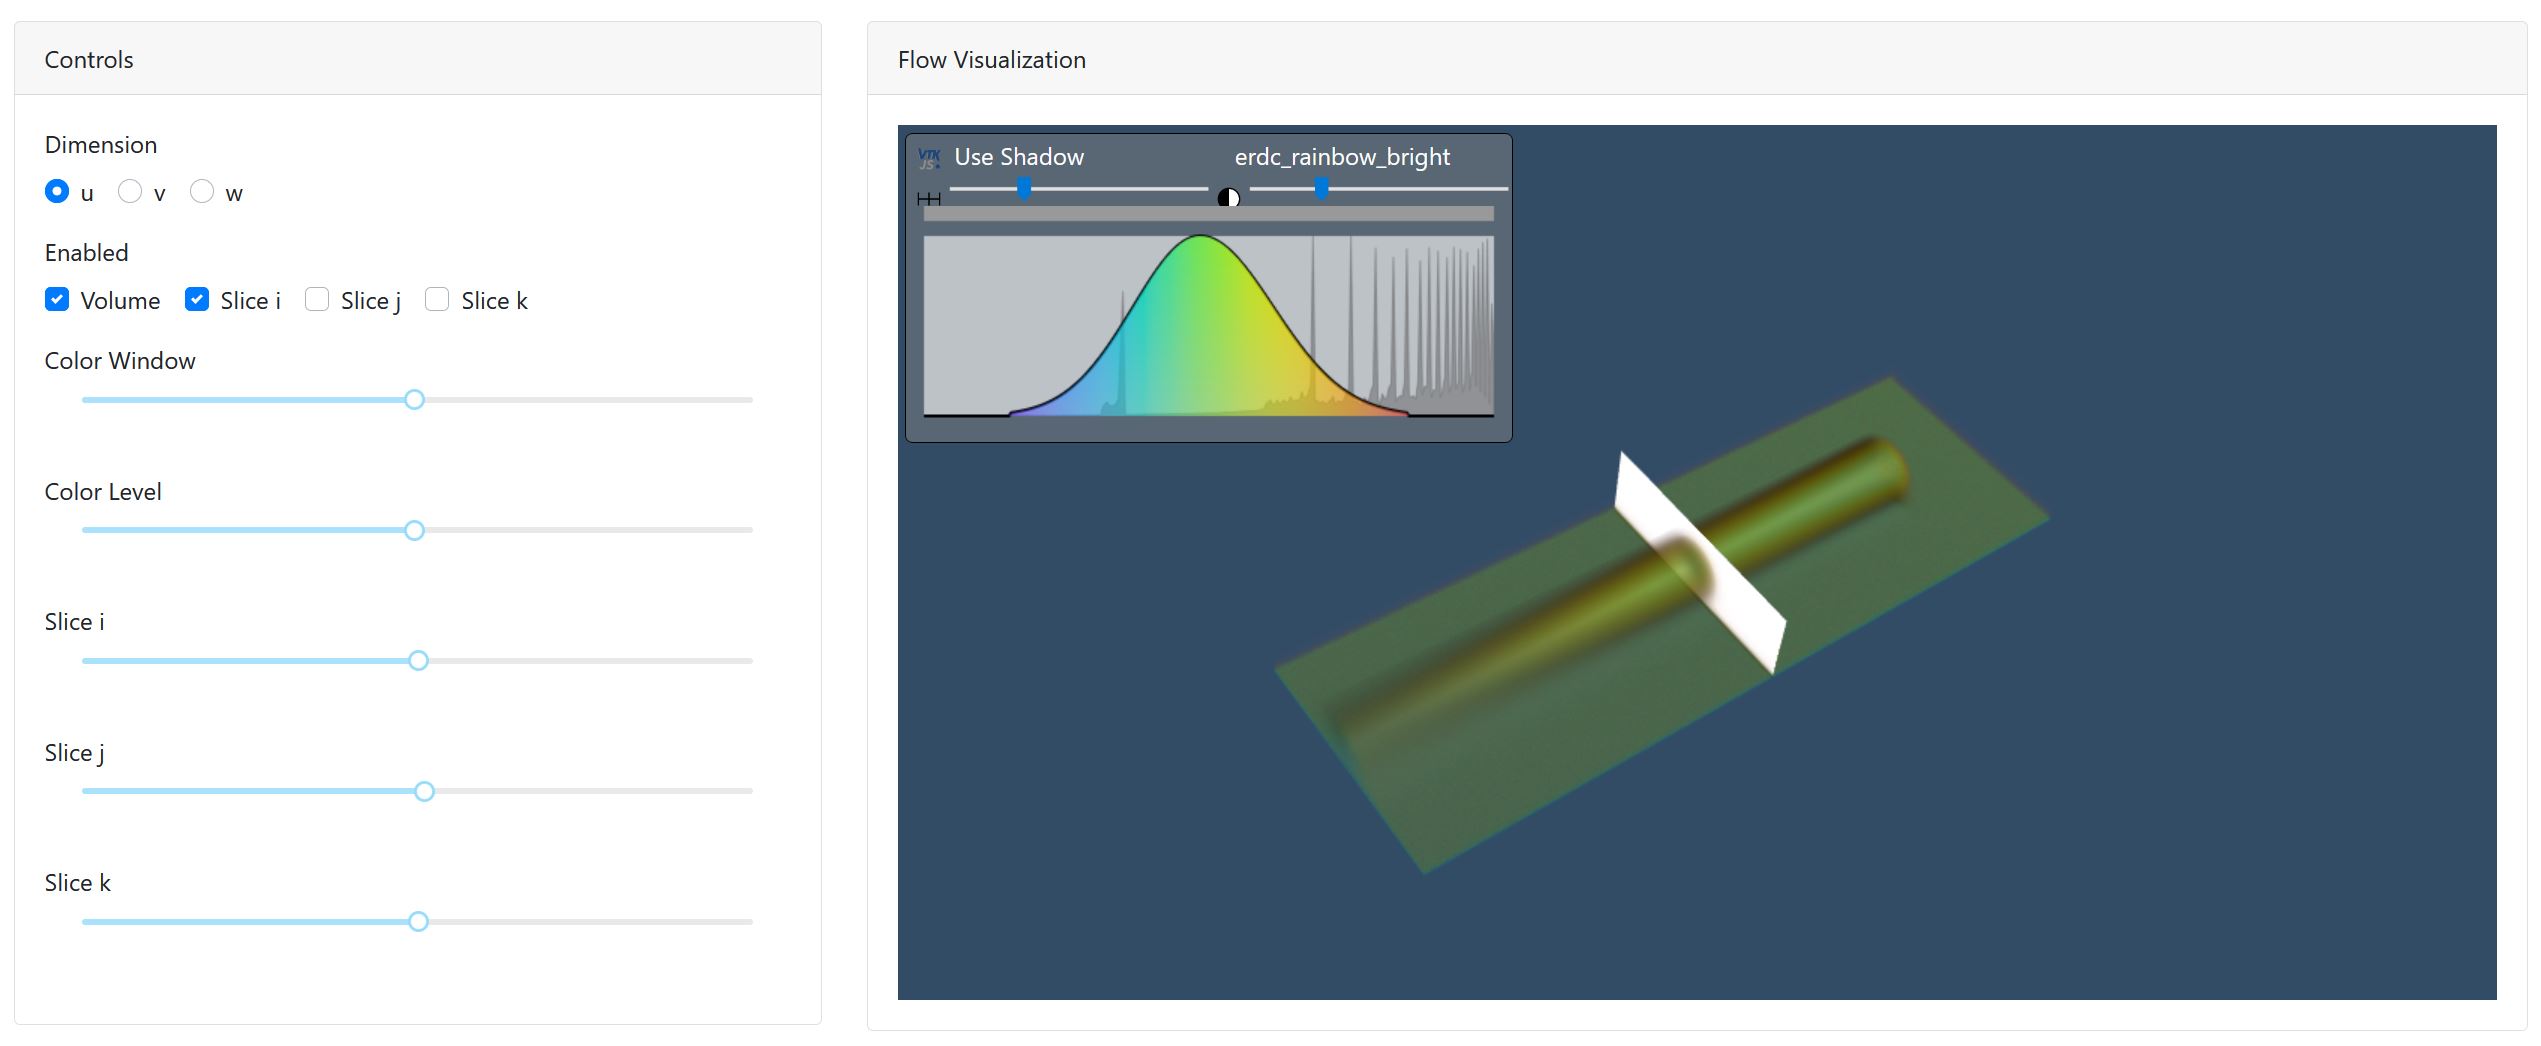 Controls
Dimension
u v w
Enabled
Volume Slice i Slice j Slice k
Color Window
Color Level
Slice i
Slice j
Slice k
Flow Visualization
VTK
JS
Use Shadow erdc_rainbow_bright